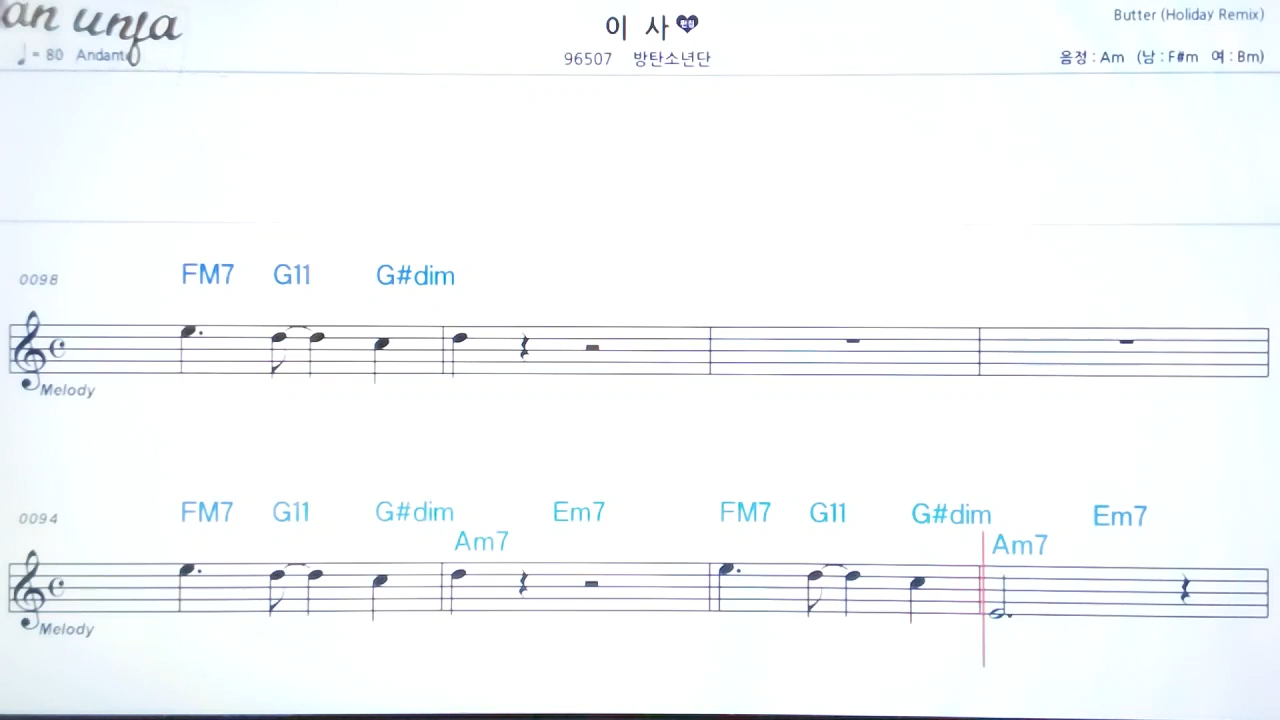 an unfa
이 사 편집
Butter (Holiday Remix)
♩ = 80 Andante
96507 방탄소년단
음정 : Am (남 : F#m 여 : Bm)
0098
FM7 G11 G#dim
Melody
0094
FM7 G11 G#dim Em7 FM7 G11 G#dim Em7
Am7 Am7
Melody